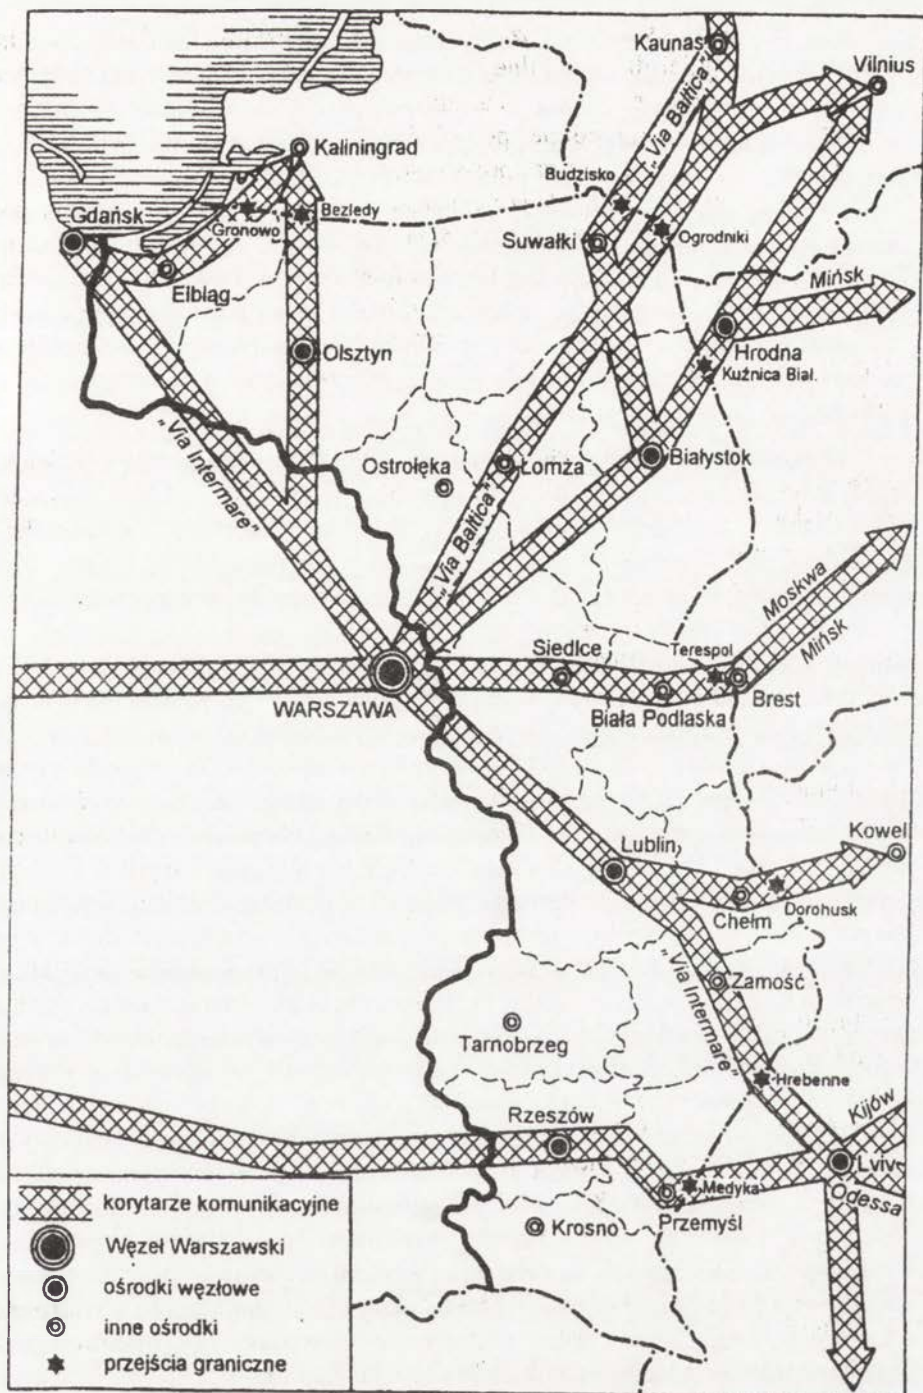 Kaunas
Vilnius
„Via Baltica”
Kaliningrad
Budzisko
Gdańsk
Gronowo
Bezledy
Suwałki
Ogrodniki
Elbląg
Mińsk
Olsztyn
Hrodna
Kuźnica Biał.
„Via Intermare”
Ostrołęka
Łomża
Białystok
„Via Baltica”
Moskwa
Mińsk
Siedlce
Terespol
WARSZAWA
Biała Podlaska
Brest
Lublin
Kowel
Chełm
Dorohusk
„Via Intermare”
Zamość
Tarnobrzeg
Hrebenne
Rzeszów
Kijów
Lviv
Medyka
Odessa
Przemyśl
Krosno
korytarze komunikacyjne
Węzeł Warszawski
ośrodki węzłowe
inne ośrodki
przejścia graniczne